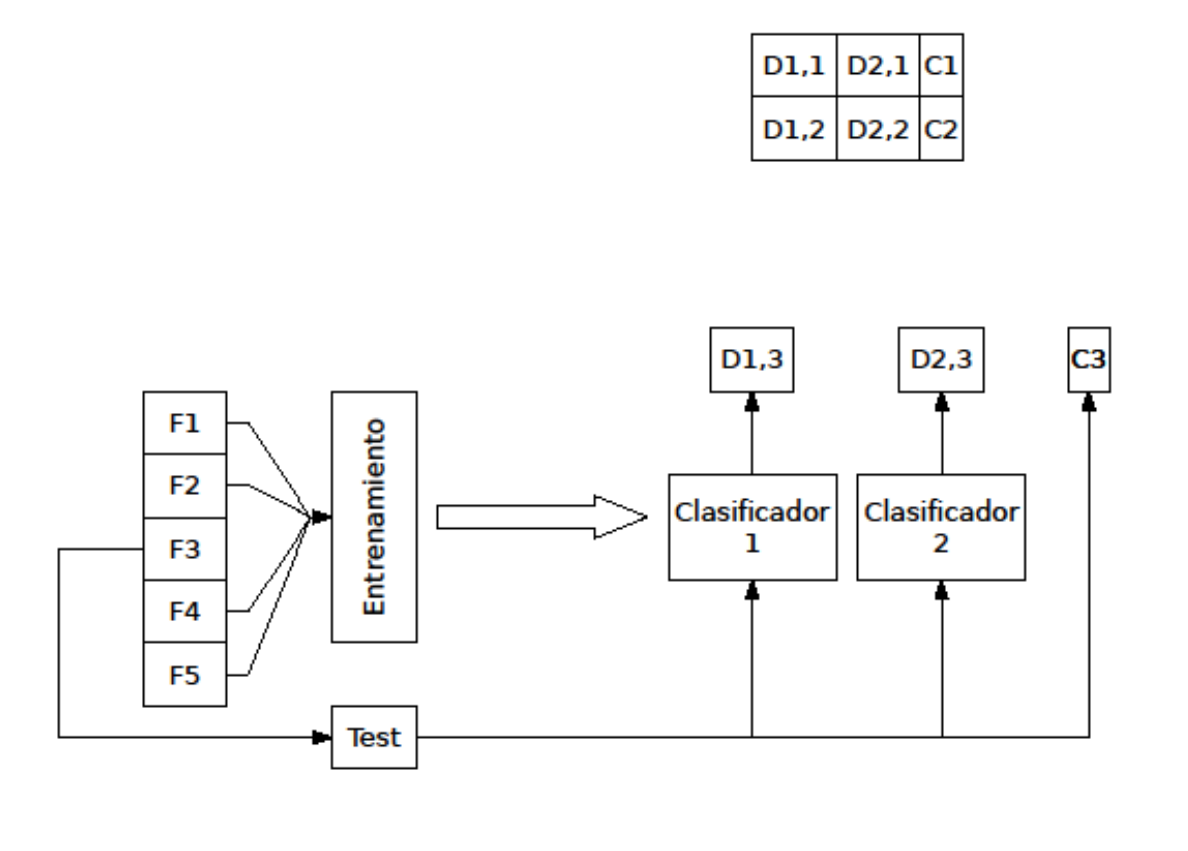 D1,1 D2,1 C1
D1,2 D2,2 C2
D1,3 D2,3 C3
F1
F2
F3
F4
F5
Entrenamiento
Clasificador
1
Clasificador
2
Test